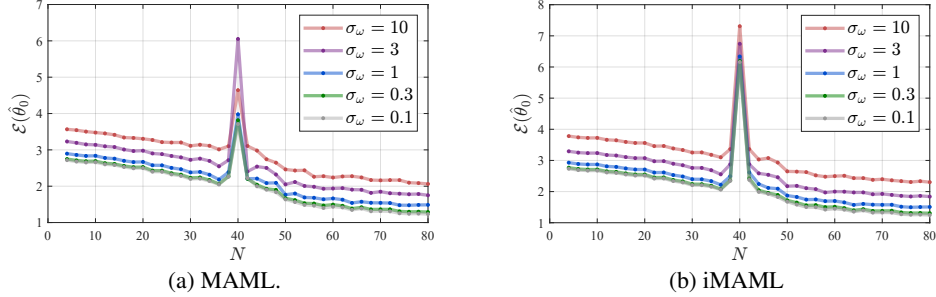 7
6
5
4
3
2
1
0 10 20 30 40 50 60 70 80
N
ℰ(θ̂₀)
σ_ω = 10
σ_ω = 3
σ_ω = 1
σ_ω = 0.3
σ_ω = 0.1
(a) MAML.
8
7
6
5
4
3
2
1
0 10 20 30 40 50 60 70 80
N
ℰ(θ̂₀)
σ_ω = 10
σ_ω = 3
σ_ω = 1
σ_ω = 0.3
σ_ω = 0.1
(b) iMAML